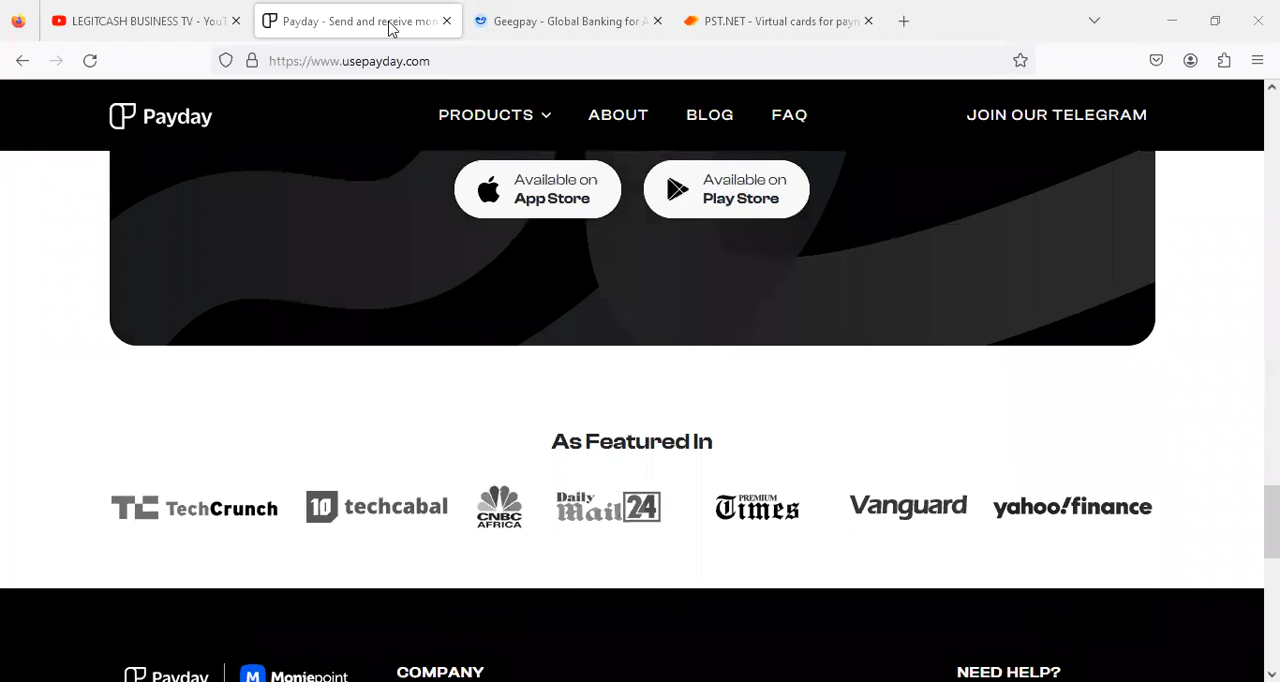 LEGITCASH BUSINESS TV - YouT
Payday - Send and receive mon
Geegpay - Global Banking for A
PST.NET - Virtual cards for payn
https://www.usepayday.com
Payday
PRODUCTS
ABOUT
BLOG
FAQ
JOIN OUR TELEGRAM
Available on
App Store
Available on
Play Store
As Featured In
TC TechCrunch
10 techcabal
CNBC
AFRICA
Daily
Mail 24
PREMIUM
Times
Vanguard
yahoo!finance
Payday
M Moniepoint
COMPANY
NEED HELP?